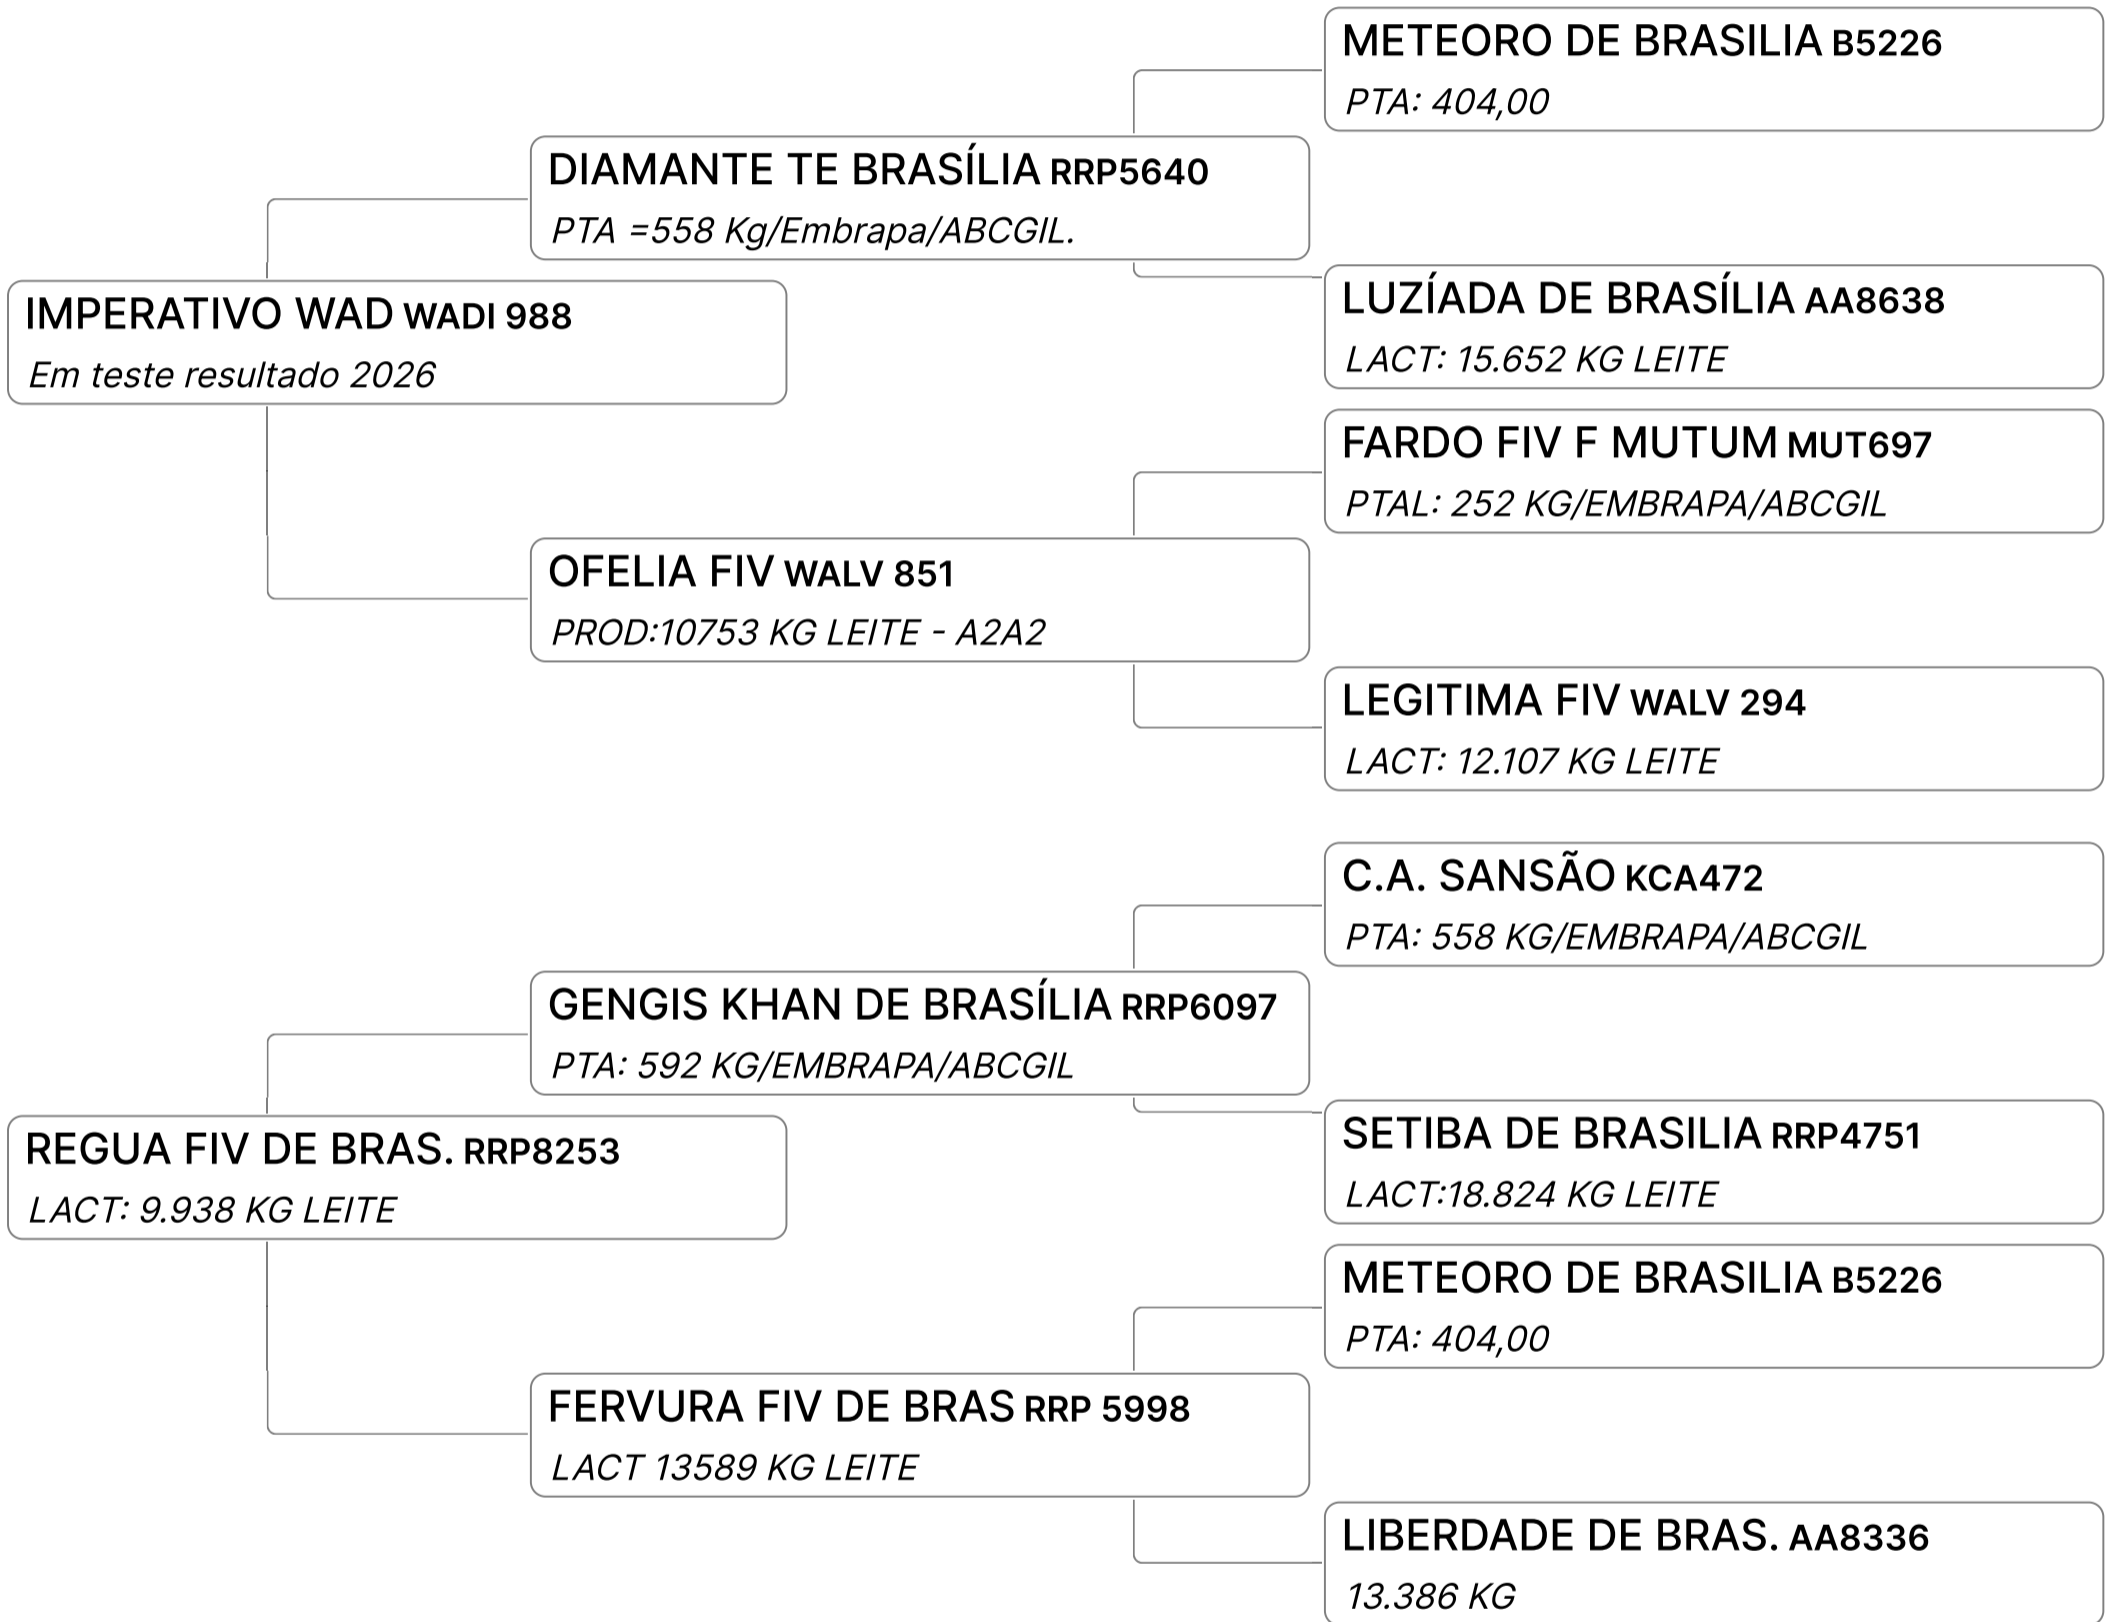 METEORO DE BRASILIA B5226
PTA: 404,00
DIAMANTE TE BRASÍLIA RRP5640
PTA =558 Kg/Embrapa/ABCGIL.
LUZÍADA DE BRASÍLIA AA8638
LACT: 15.652 KG LEITE
IMPERATIVO WAD WADI 988
Em teste resultado 2026
FARDO FIV F MUTUM MUT697
PTAL: 252 KG/EMBRAPA/ABCGIL
OFELIA FIV WALV 851
PROD:10753 KG LEITE - A2A2
LEGITIMA FIV WALV 294
LACT: 12.107 KG LEITE
C.A. SANSÃO KCA472
PTA: 558 KG/EMBRAPA/ABCGIL
GENGIS KHAN DE BRASÍLIA RRP6097
PTA: 592 KG/EMBRAPA/ABCGIL
SETIBA DE BRASILIA RRP4751
LACT:18.824 KG LEITE
REGUA FIV DE BRAS. RRP8253
LACT: 9.938 KG LEITE
METEORO DE BRASILIA B5226
PTA: 404,00
FERVURA FIV DE BRAS RRP 5998
LACT 13589 KG LEITE
LIBERDADE DE BRAS. AA8336
13.386 KG